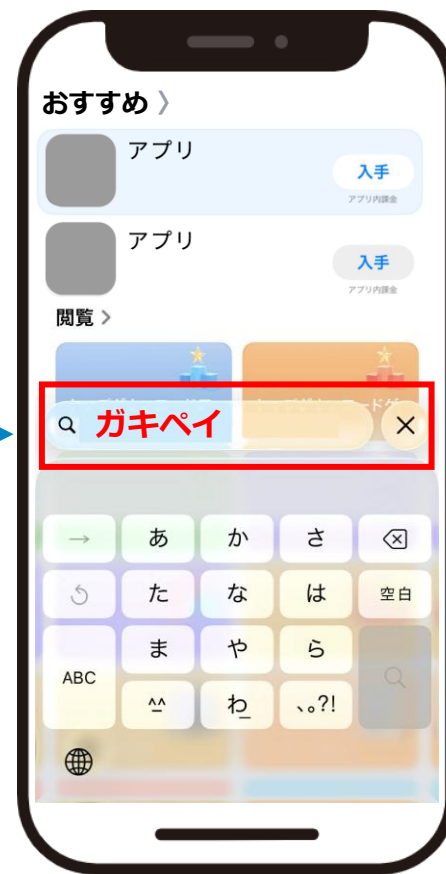 おすすめ 〉
アプリ
入手
アプリ内課金
アプリ
入手
アプリ内課金
閲覧 >
ガキペイ
→ あ か さ
た な は 空白
ま や ら
ABC
^^ わ_ 、。?!